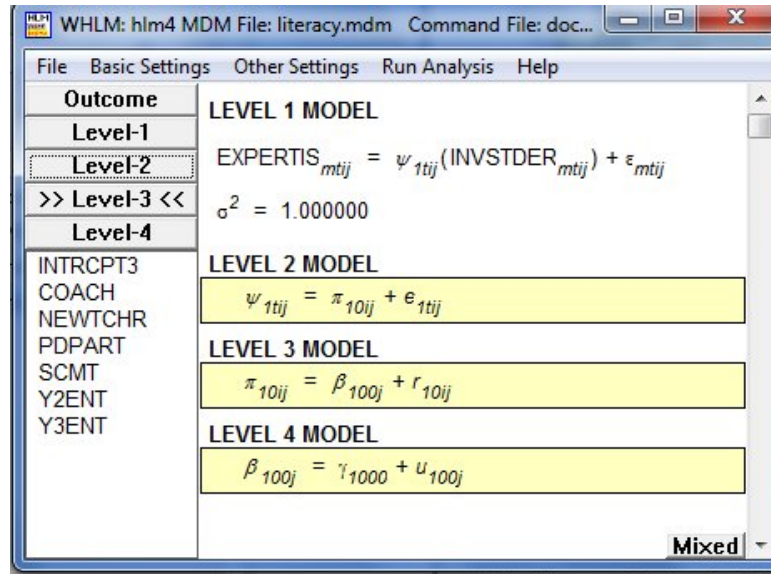 WHLM: hlm4 MDM File: literacy.mdm Command File: doc...
File Basic Settings Other Settings Run Analysis Help
Outcome
Level-1
Level-2
>> Level-3 <<
Level-4
INTRCPT3
COACH
NEWTCHR
PDPART
SCMT
Y2ENT
Y3ENT
LEVEL 1 MODEL
EXPERTIS_mtij = ψ_1tij(INVSTDER_mtij) + ε_mtij
σ² = 1.000000
LEVEL 2 MODEL
ψ_1tij = π_10ij + e_1tij
LEVEL 3 MODEL
π_10ij = β_100j + r_10ij
LEVEL 4 MODEL
β_100j = γ_1000 + u_100j
Mixed